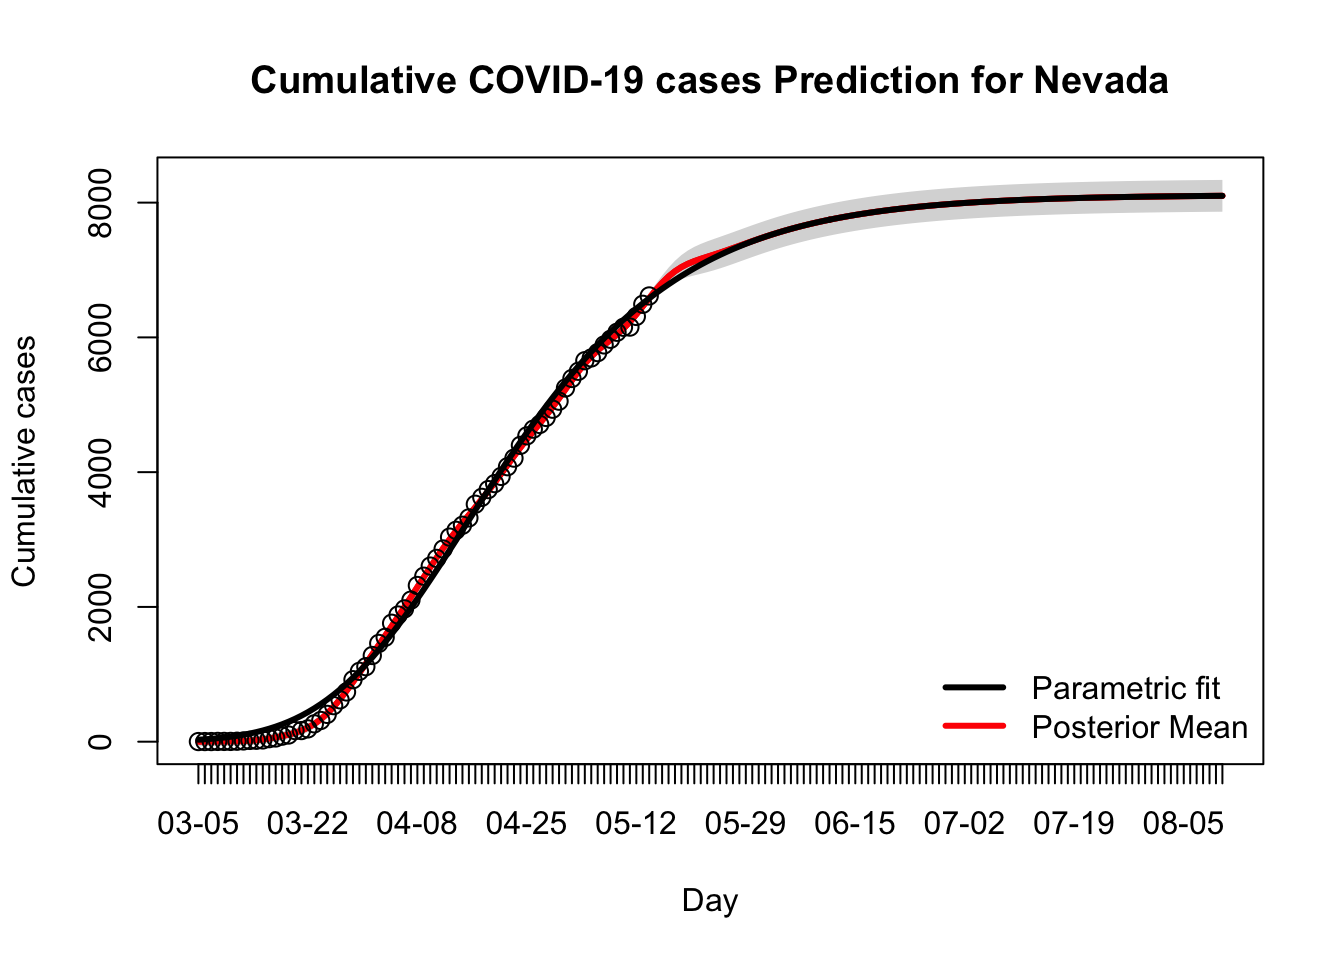 Cumulative COVID-19 cases Prediction for Nevada
Cumulative cases
8000
6000
4000
2000
0
Parametric fit
Posterior Mean
03-05 03-22 04-08 04-25 05-12 05-29 06-15 07-02 07-19 08-05
Day